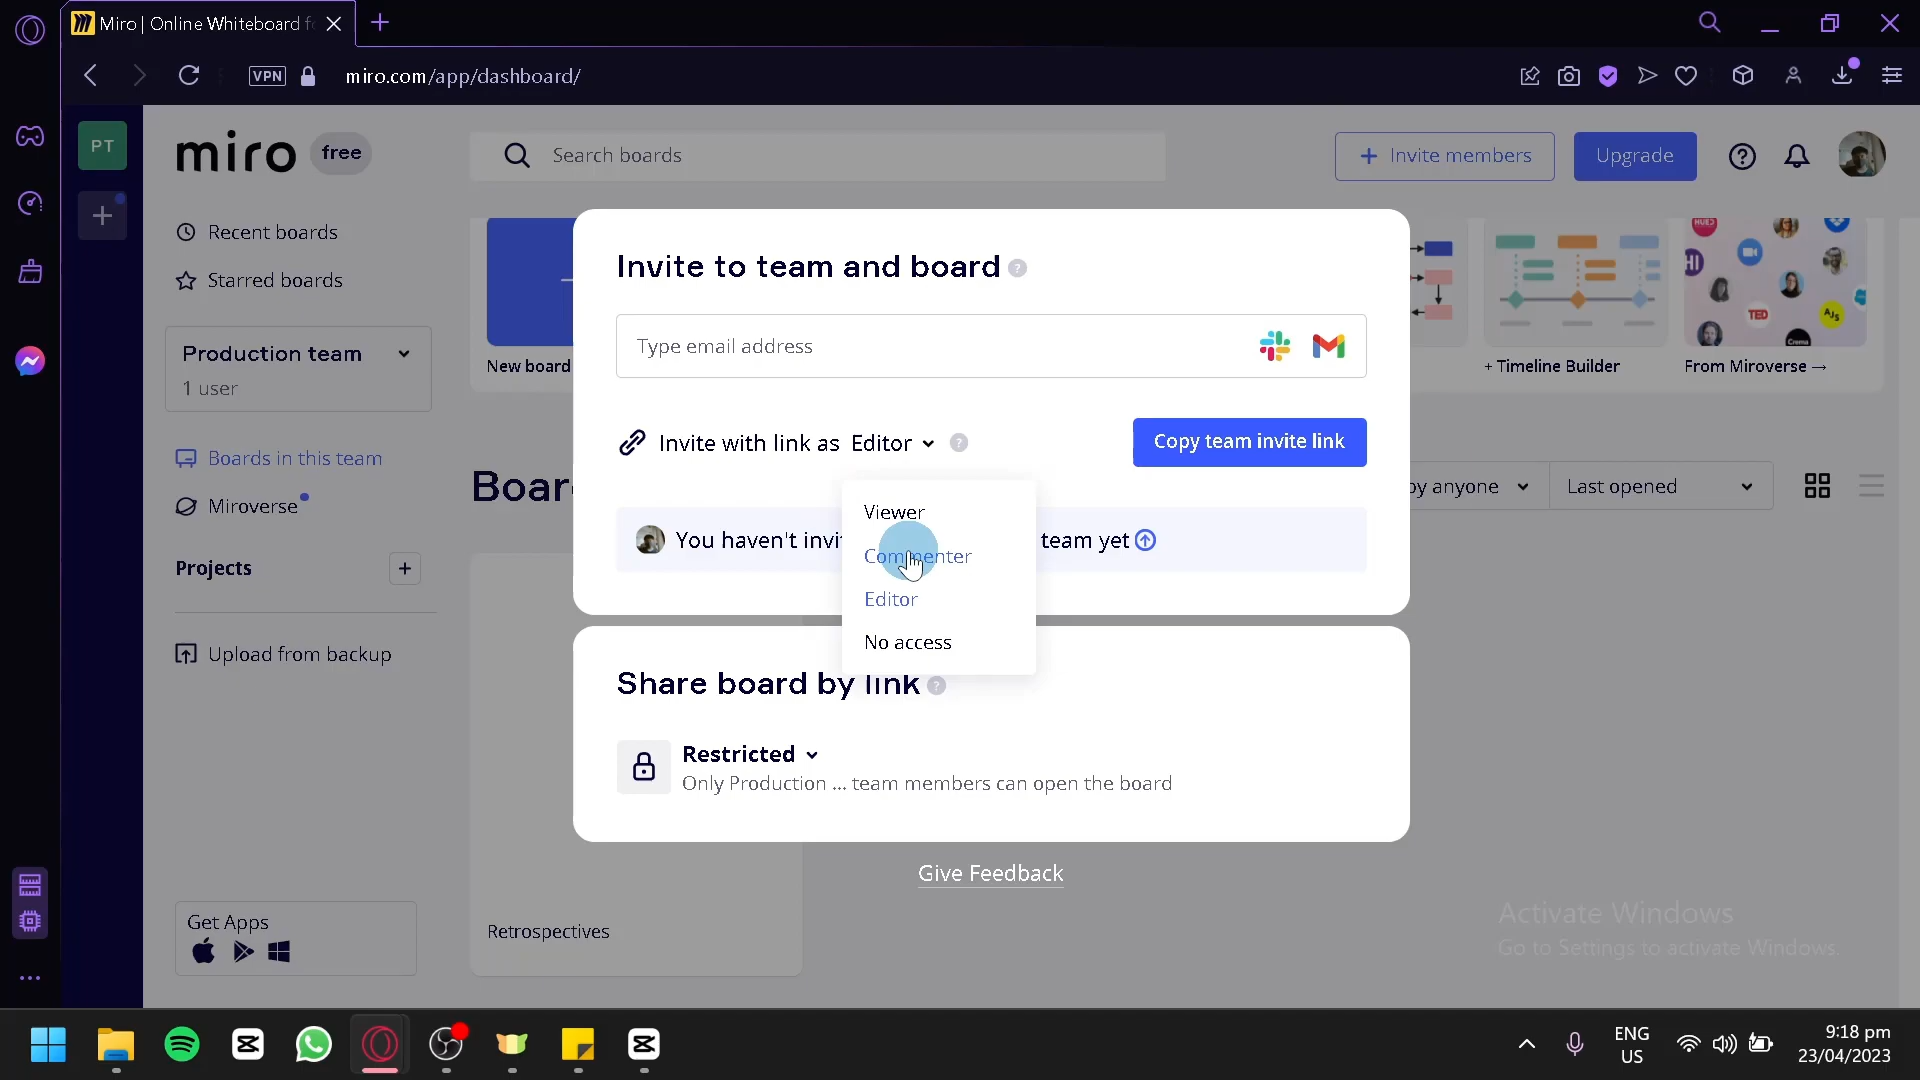 Miro | Online Whiteboard f
VPN
miro.com/app/dashboard/
PT
miro free
Search boards
Invite members
Upgrade
Recent boards
Starred boards
Production team
1 user
Boards in this team
Miroverse
Projects
Upload from backup
Get Apps
New board
+ Timeline Builder
From Miroverse →
HI
TED
AJS
Crema
Boar
by anyone
Last opened
Retrospectives
Invite to team and board
Type email address
Invite with link as Editor
Copy team invite link
You haven't invi
team yet
Viewer
Commenter
Editor
No access
Share board by link
Restricted
Only Production ... team members can open the board
Give Feedback
Activate Windows
Go to Settings to activate Windows.
ENG
US
9:18 pm
23/04/2023